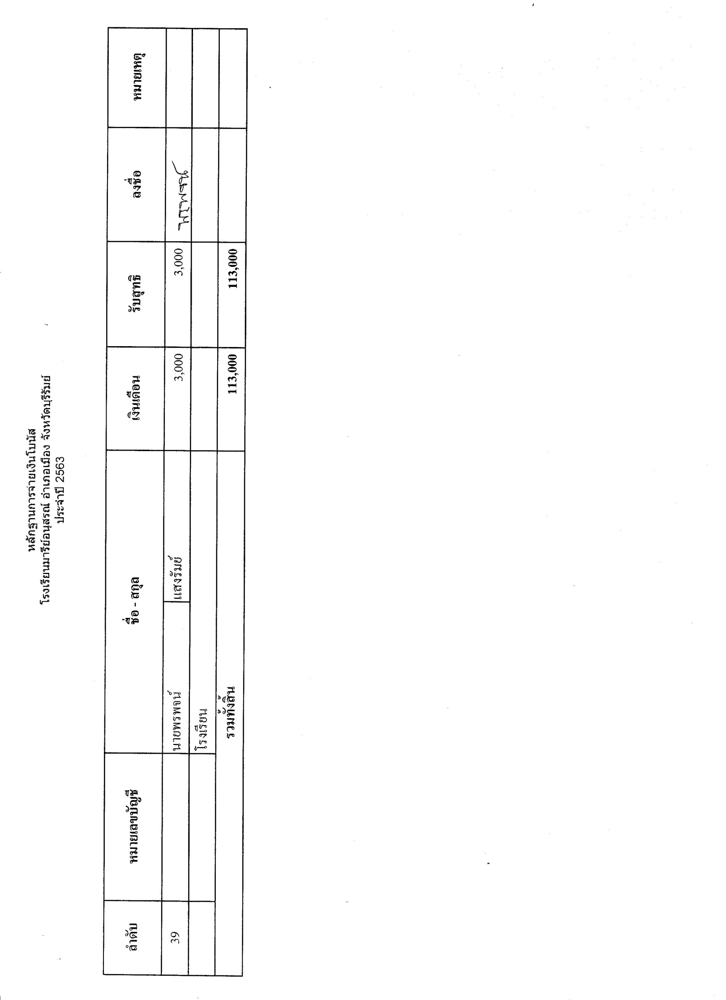 หลักฐานการจ่ายเงินโบนัส
โรงเรียนมารีย์อนุสรณ์ อำเภอเมือง จังหวัดบุรีรัมย์
ประจำปี 2563
ลำดับ หมายเลขบัญชี ชื่อ - สกุล เงินเดือน รับสุทธิ ลงชื่อ หมายเหตุ
39 นายพรพจน์ แสงรัมย์ 3,000 3,000
โรงเรียน
รวมทั้งสิ้น 113,000 113,000